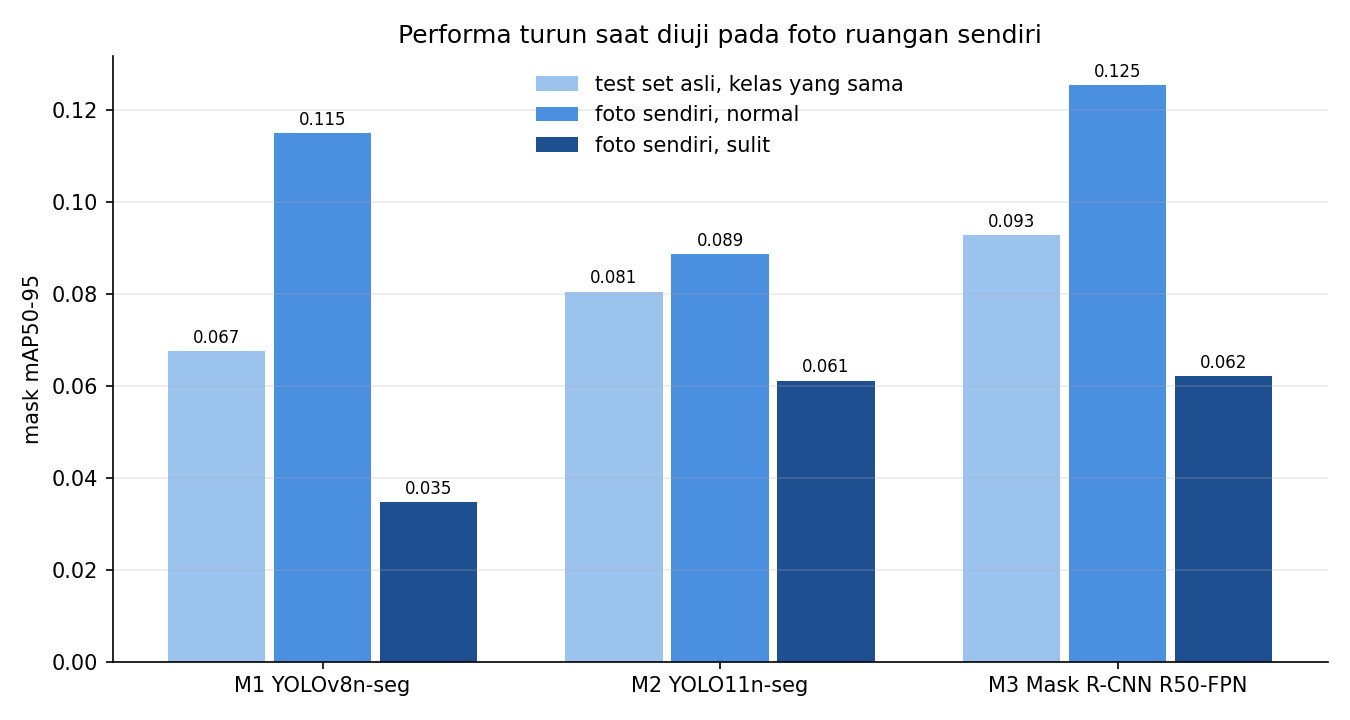 Performa turun saat diuji pada foto ruangan sendiri
test set asli, kelas yang sama
foto sendiri, normal
foto sendiri, sulit
mask mAP50-95
0.12
0.10
0.08
0.06
0.04
0.02
0.00
0.067
0.115
0.035
0.081
0.089
0.061
0.093
0.125
0.062
M1 YOLOv8n-seg
M2 YOLO11n-seg
M3 Mask R-CNN R50-FPN